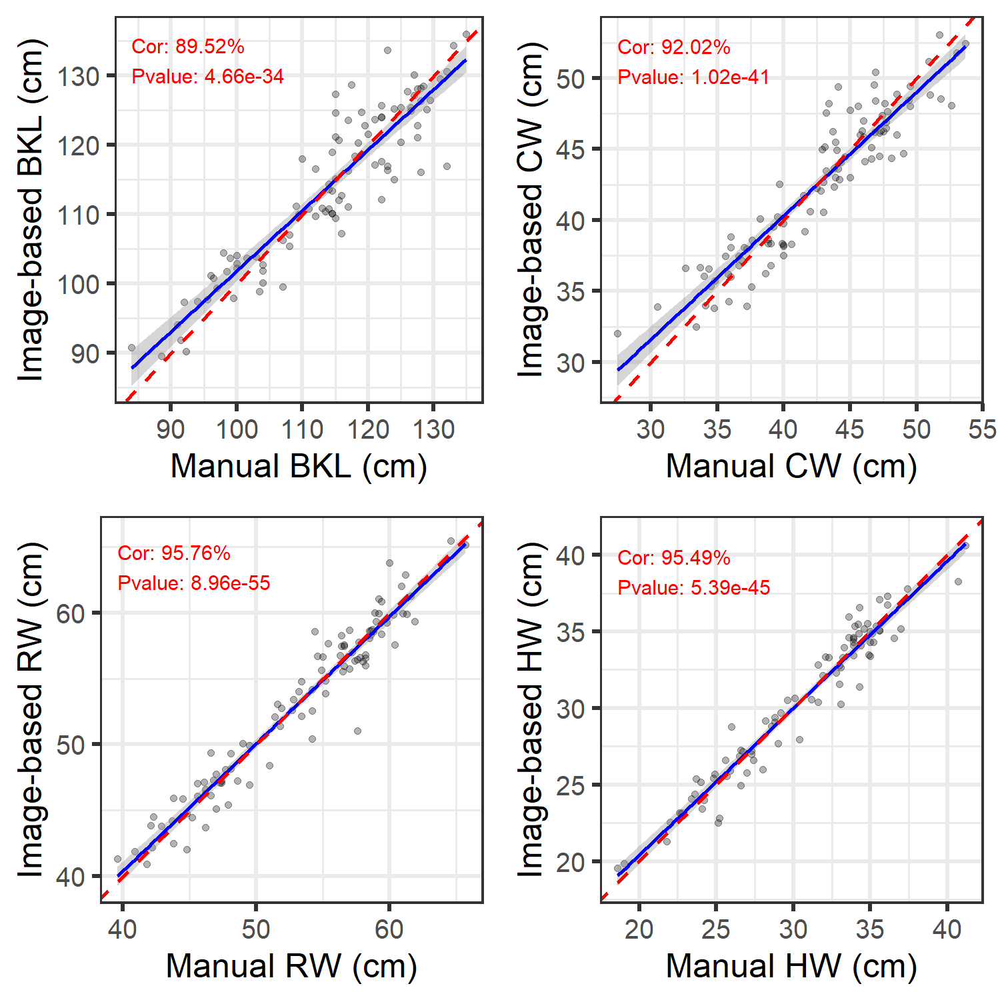 Cor: 89.52%
Pvalue: 4.66e-34
Image-based BKL (cm)
130
120
110
100
90
90 100 110 120 130
Manual BKL (cm)
Cor: 92.02%
Pvalue: 1.02e-41
Image-based CW (cm)
50
45
40
35
30
30 35 40 45 50 55
Manual CW (cm)
Cor: 95.76%
Pvalue: 8.96e-55
Image-based RW (cm)
60
50
40
40 50 60
Manual RW (cm)
Cor: 95.49%
Pvalue: 5.39e-45
Image-based HW (cm)
40
35
30
25
20
20 25 30 35 40
Manual HW (cm)